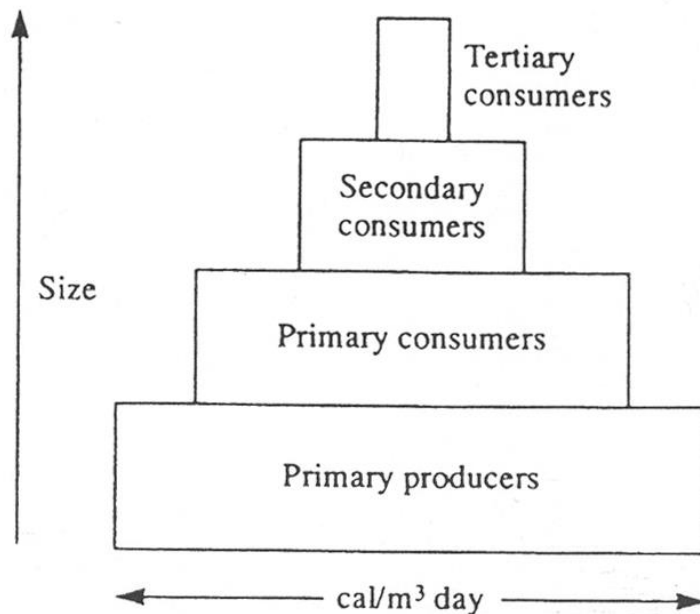 Tertiary
consumers
Secondary
consumers
Size
Primary consumers
Primary producers
cal/m³ day